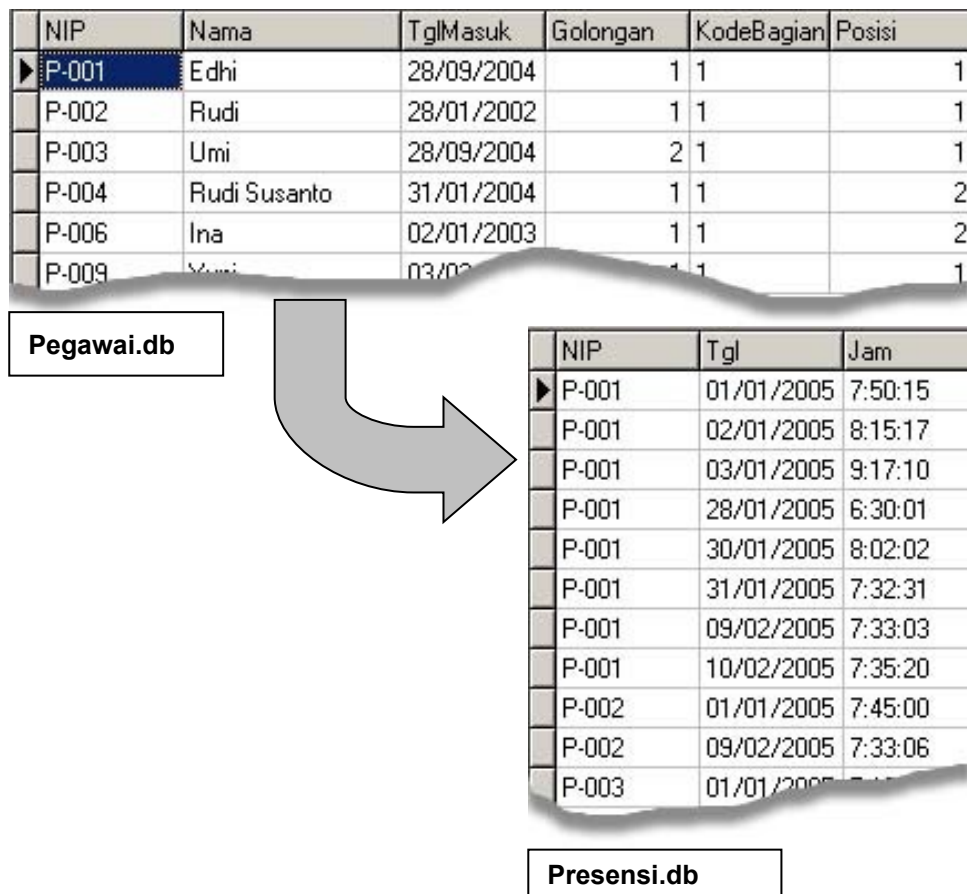 NIP Nama TglMasuk Golongan KodeBagian Posisi
P-001 Edhi 28/09/2004 1 1 1
P-002 Rudi 28/01/2002 1 1 1
P-003 Umi 28/09/2004 2 1 1
P-004 Rudi Susanto 31/01/2004 1 1 2
P-006 Ina 02/01/2003 1 1 2
P-009 1 1
Pegawai.db
NIP Tgl Jam
P-001 01/01/2005 7:50:15
P-001 02/01/2005 8:15:17
P-001 03/01/2005 9:17:10
P-001 28/01/2005 6:30:01
P-001 30/01/2005 8:02:02
P-001 31/01/2005 7:32:31
P-001 09/02/2005 7:33:03
P-001 10/02/2005 7:35:20
P-002 01/01/2005 7:45:00
P-002 09/02/2005 7:33:06
P-003
Presensi.db